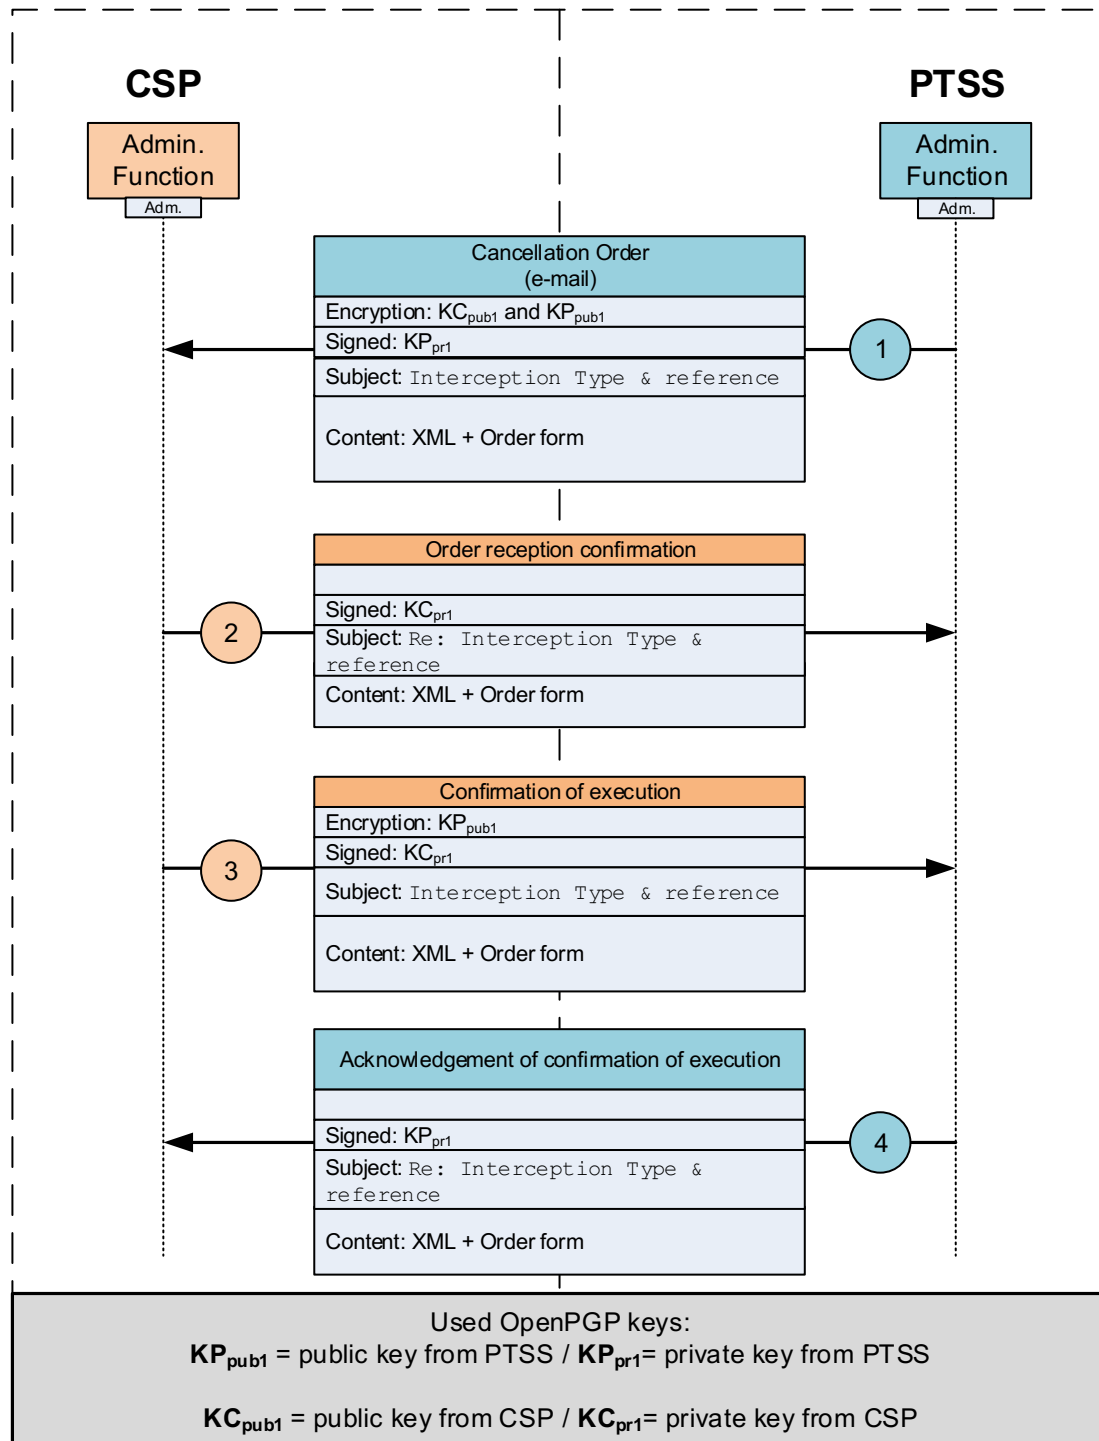 CSP
PTSS
Admin.
Function
Adm.
Admin.
Function
Adm.
Cancellation Order
(e-mail)
Encryption: KCpub1 and KPpub1
Signed: KPpr1
1
Subject: Interception Type & reference
Content: XML + Order form
Order reception confirmation
Signed: KCpr1
2
Subject: Re: Interception Type &
reference
Content: XML + Order form
Confirmation of execution
Encryption: KPpub1
Signed: KCpr1
3
Subject: Interception Type & reference
Content: XML + Order form
Acknowledgement of confirmation of execution
Signed: KPpr1
4
Subject: Re: Interception Type &
reference
Content: XML + Order form
Used OpenPGP keys:
KPpub1 = public key from PTSS / KPpr1= private key from PTSS
KCpub1 = public key from CSP / KCpr1= private key from CSP